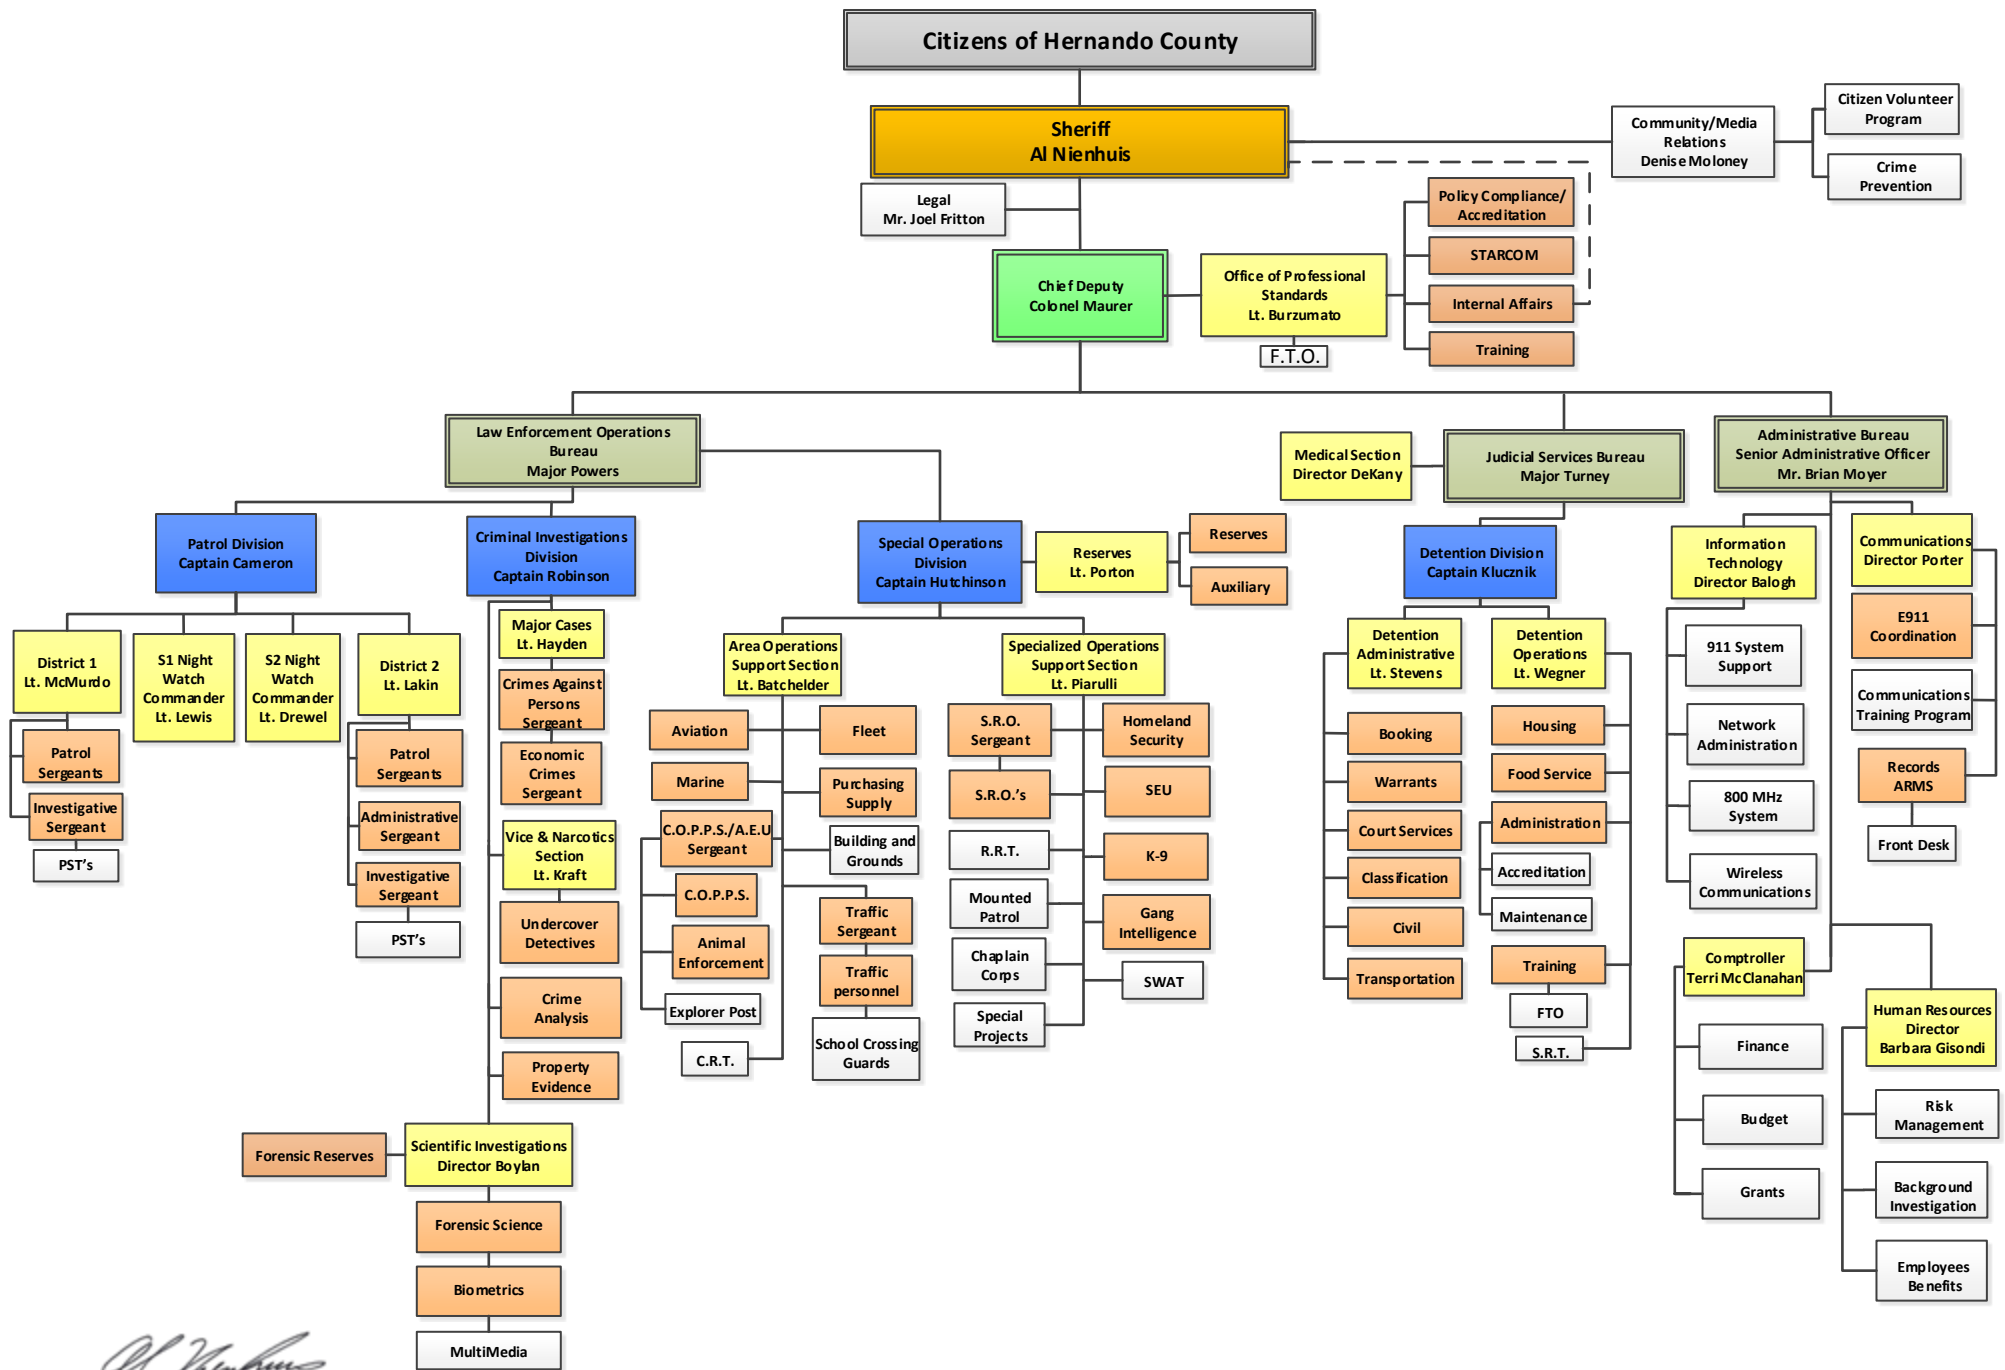 Citizens of Hernando County
Sheriff
Al Nienhuis
Community/Media
Relations
Denise Moloney
Citizen Volunteer
Program
Crime
Prevention
Legal
Mr. Joel Fritton
Chief Deputy
Colonel Maurer
Office of Professional
Standards
Lt. Burzumato
F.T.O.
Policy Compliance/
Accreditation
STARCOM
Internal Affairs
Training
Law Enforcement Operations
Bureau
Major Powers
Medical Section
Director DeKany
Judicial Services Bureau
Major Turney
Administrative Bureau
Senior Administrative Officer
Mr. Brian Moyer
Patrol Division
Captain Cameron
Criminal Investigations
Division
Captain Robinson
Special Operations
Division
Captain Hutchinson
Reserves
Lt. Porton
Reserves
Auxiliary
Detention Division
Captain Klucznik
Information
Technology
Director Balogh
Communications
Director Porter
District 1
Lt. McMurdo
S1 Night
Watch
Commander
Lt. Lewis
S2 Night
Watch
Commander
Lt. Drewel
District 2
Lt. Lakin
Patrol
Sergeants
Investigative
Sergeant
PST's
Patrol
Sergeants
Administrative
Sergeant
Investigative
Sergeant
PST's
Major Cases
Lt. Hayden
Crimes Against
Persons
Sergeant
Economic
Crimes
Sergeant
Vice & Narcotics
Section
Lt. Kraft
Undercover
Detectives
Crime
Analysis
Property
Evidence
Forensic Reserves
Scientific Investigations
Director Boylan
Forensic Science
Biometrics
MultiMedia
Area Operations
Support Section
Lt. Batchelder
Aviation
Fleet
Marine
Purchasing
Supply
C.O.P.P.S./A.E.U
Sergeant
Building and
Grounds
C.O.P.P.S.
Traffic
Sergeant
Animal
Enforcement
Traffic
personnel
Explorer Post
School Crossing
Guards
C.R.T.
Specialized Operations
Support Section
Lt. Piarulli
S.R.O.
Sergeant
Homeland
Security
S.R.O.'s
SEU
R.R.T.
K-9
Mounted
Patrol
Gang
Intelligence
Chaplain
Corps
SWAT
Special
Projects
Detention
Administrative
Lt. Stevens
Booking
Warrants
Court Services
Classification
Civil
Transportation
Detention
Operations
Lt. Wegner
Housing
Food Service
Administration
Accreditation
Maintenance
Training
FTO
S.R.T.
911 System
Support
Network
Administration
800 MHz
System
Wireless
Communications
E911
Coordination
Communications
Training Program
Records
ARMS
Front Desk
Comptroller
Terri McClanahan
Finance
Budget
Grants
Human Resources
Director
Barbara Gisondi
Risk
Management
Background
Investigation
Employees
Benefits